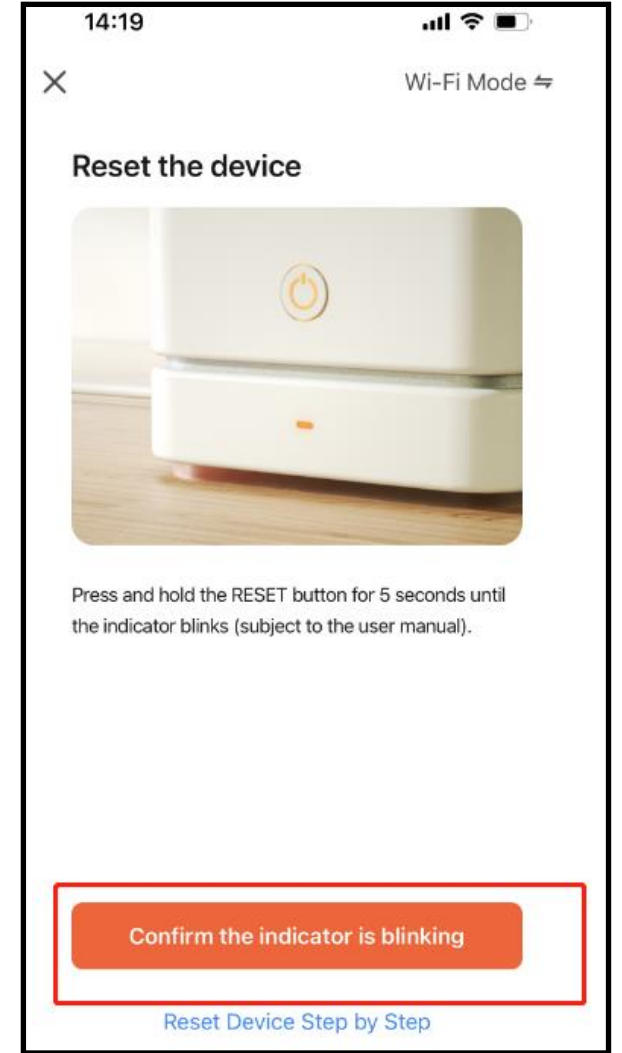 14:19
Wi-Fi Mode ⇋
Reset the device
Press and hold the RESET button for 5 seconds until
the indicator blinks (subject to the user manual).
Confirm the indicator is blinking
Reset Device Step by Step